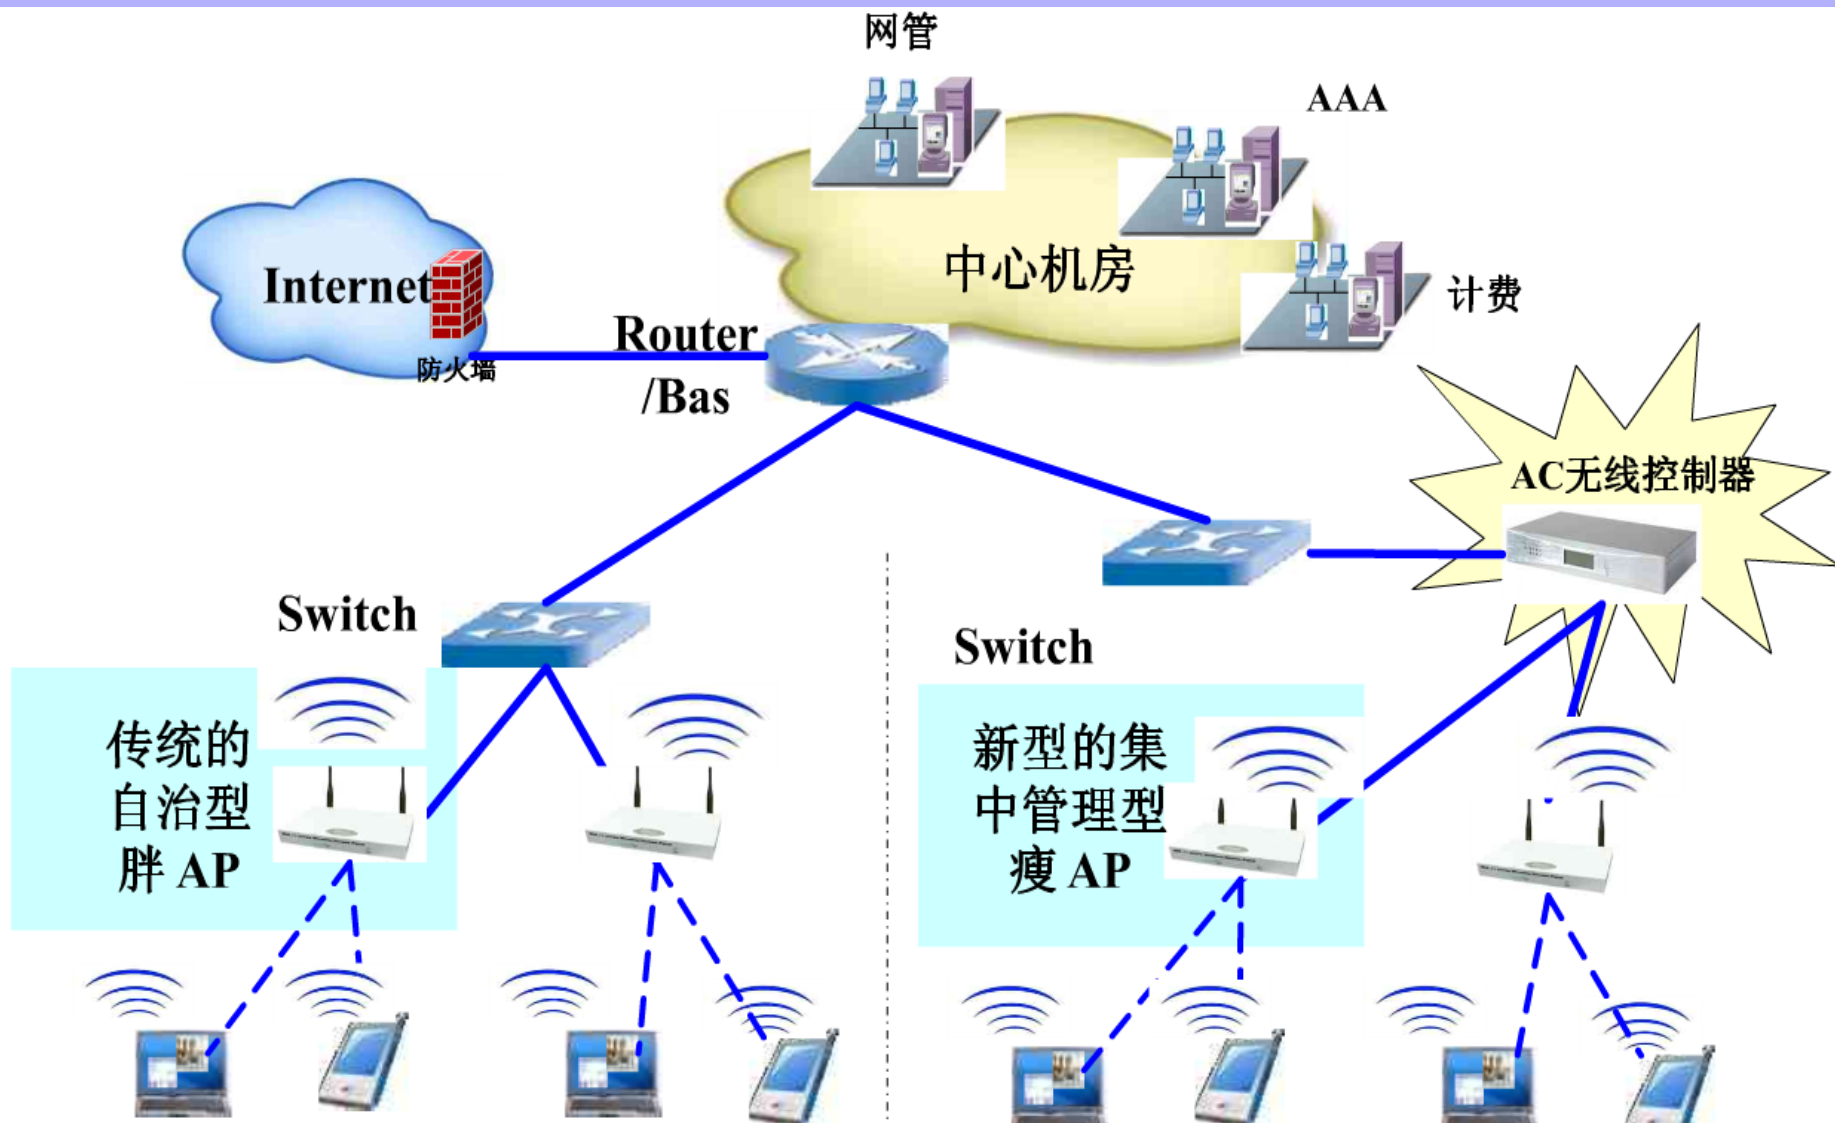 网管
AAA
中心机房
计费
Internet
防火墙
Router
/Bas
AC无线控制器
Switch
Switch
传统的
自治型
胖 AP
新型的集
中管理型
瘦 AP